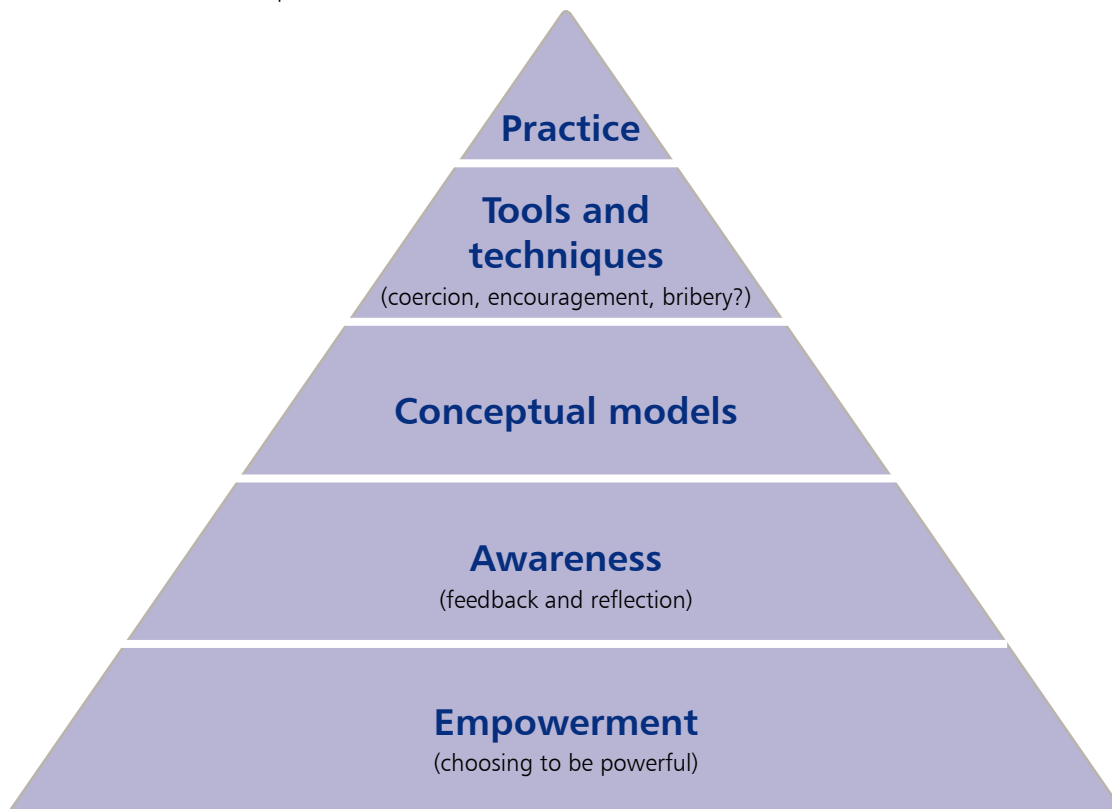 Practice
Tools and
techniques
(coercion, encouragement, bribery?)
Conceptual models
Awareness
(feedback and reflection)
Empowerment
(choosing to be powerful)